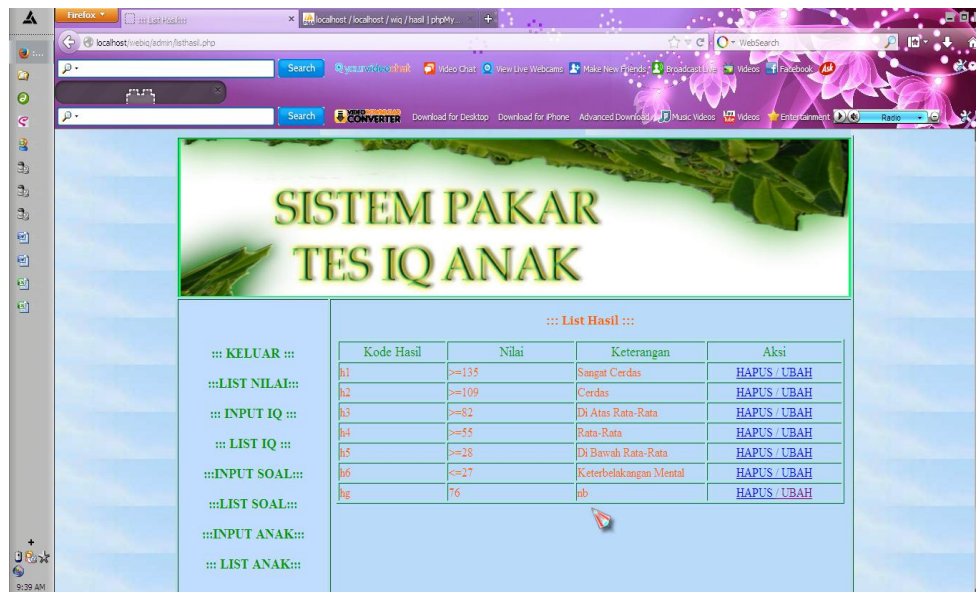 Firefox
::: List Hasil :::
localhost / localhost / wiq / hasil | phpMy...
localhost/webiq/admin/listhasil.php
WebSearch
Search
Video Chat
View Live Webcams
Make New Friends
Broadcast Live
Videos
Facebook
Search
VIDEO DOWNLOADER
CONVERTER
Download for Desktop
Download for iPhone
Advanced Download
Music Videos
Videos
Entertainment
Radio
SISTEM PAKAR
TES IQ ANAK
::: KELUAR :::
:::LIST NILAI:::
::: INPUT IQ :::
::: LIST IQ :::
:::INPUT SOAL:::
:::LIST SOAL:::
:::INPUT ANAK:::
::: LIST ANAK:::
::: List Hasil :::
Kode Hasil Nilai Keterangan Aksi
h1 >=135 Sangat Cerdas HAPUS / UBAH
h2 >=109 Cerdas HAPUS / UBAH
h3 >=82 Di Atas Rata-Rata HAPUS / UBAH
h4 >=55 Rata-Rata HAPUS / UBAH
h5 >=28 Di Bawah Rata-Rata HAPUS / UBAH
h6 <=27 Keterbelakangan Mental HAPUS / UBAH
hg 76 nb HAPUS / UBAH
9:39 AM